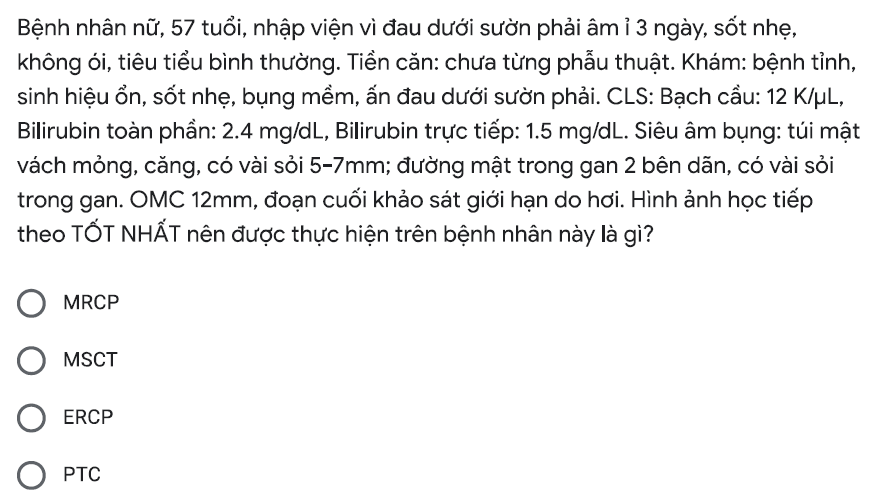 Bệnh nhân nữ, 57 tuổi, nhập viện vì đau dưới sườn phải âm ỉ 3 ngày, sốt nhẹ,
không ói, tiêu tiểu bình thường. Tiền căn: chưa từng phẫu thuật. Khám: bệnh tỉnh,
sinh hiệu ổn, sốt nhẹ, bụng mềm, ấn đau dưới sườn phải. CLS: Bạch cầu: 12 K/µL,
Bilirubin toàn phần: 2.4 mg/dL, Bilirubin trực tiếp: 1.5 mg/dL. Siêu âm bụng: túi mật
vách mỏng, căng, có vài sỏi 5-7mm; đường mật trong gan 2 bên dãn, có vài sỏi
trong gan. OMC 12mm, đoạn cuối khảo sát giới hạn do hơi. Hình ảnh học tiếp
theo TỐT NHẤT nên được thực hiện trên bệnh nhân này là gì?
MRCP
MSCT
ERCP
PTC